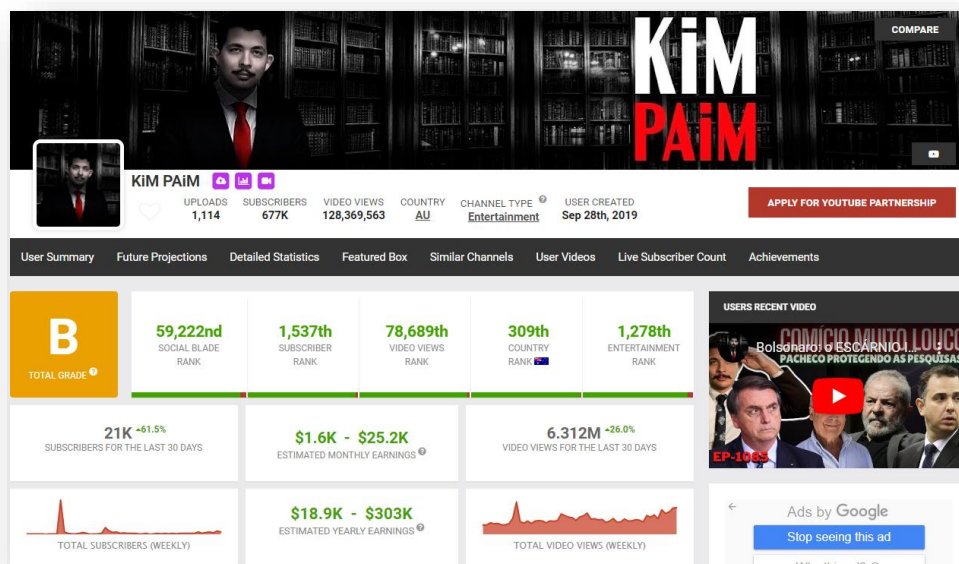 KiM
PAiM
COMPARE
KiM PAiM
UPLOADS
1,114
SUBSCRIBERS
677K
VIDEO VIEWS
128,369,563
COUNTRY
AU
CHANNEL TYPE ?
Entertainment
USER CREATED
Sep 28th, 2019
APPLY FOR YOUTUBE PARTNERSHIP
User Summary Future Projections Detailed Statistics Featured Box Similar Channels User Videos Live Subscriber Count Achievements
B
TOTAL GRADE ?
59,222nd
SOCIAL BLADE
RANK
1,537th
SUBSCRIBER
RANK
78,689th
VIDEO VIEWS
RANK
309th
COUNTRY
RANK
1,278th
ENTERTAINMENT
RANK
USERS RECENT VIDEO
COMÍCIO MUITO LOUCO
Bolsonaro: o ESCÁRNIO I...
PACHECO PROTEGENDO AS PESQUISAS
EP-1085
21K +61.5%
SUBSCRIBERS FOR THE LAST 30 DAYS
$1.6K - $25.2K
ESTIMATED MONTHLY EARNINGS ?
6.312M +26.0%
VIDEO VIEWS FOR THE LAST 30 DAYS
TOTAL SUBSCRIBERS (WEEKLY)
$18.9K - $303K
ESTIMATED YEARLY EARNINGS ?
TOTAL VIDEO VIEWS (WEEKLY)
Ads by Google
Stop seeing this ad